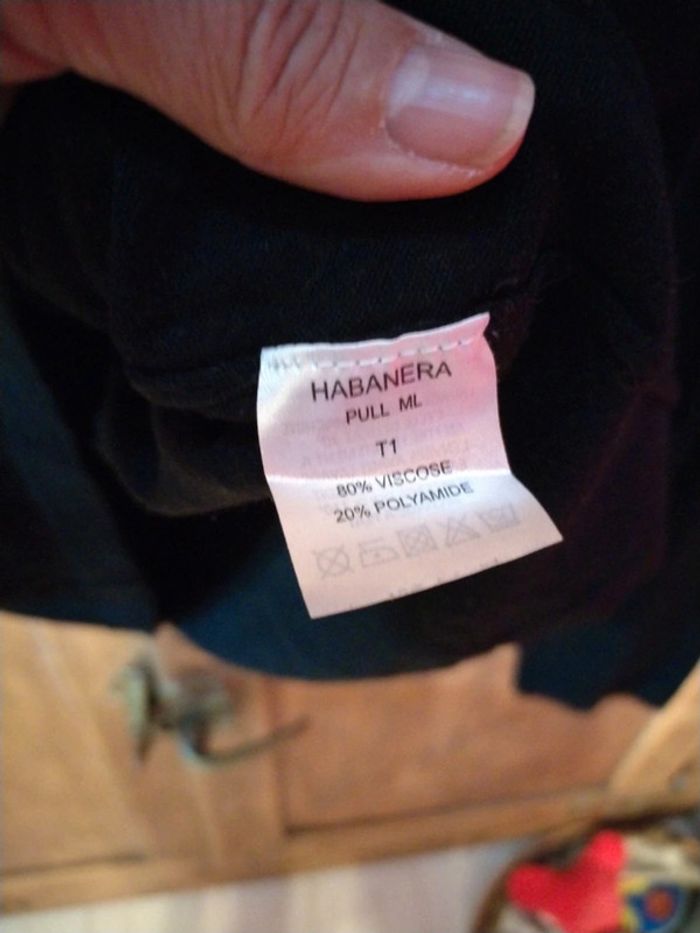 HABANERA
PULL ML
T1
80% VISCOSE
20% POLYAMIDE